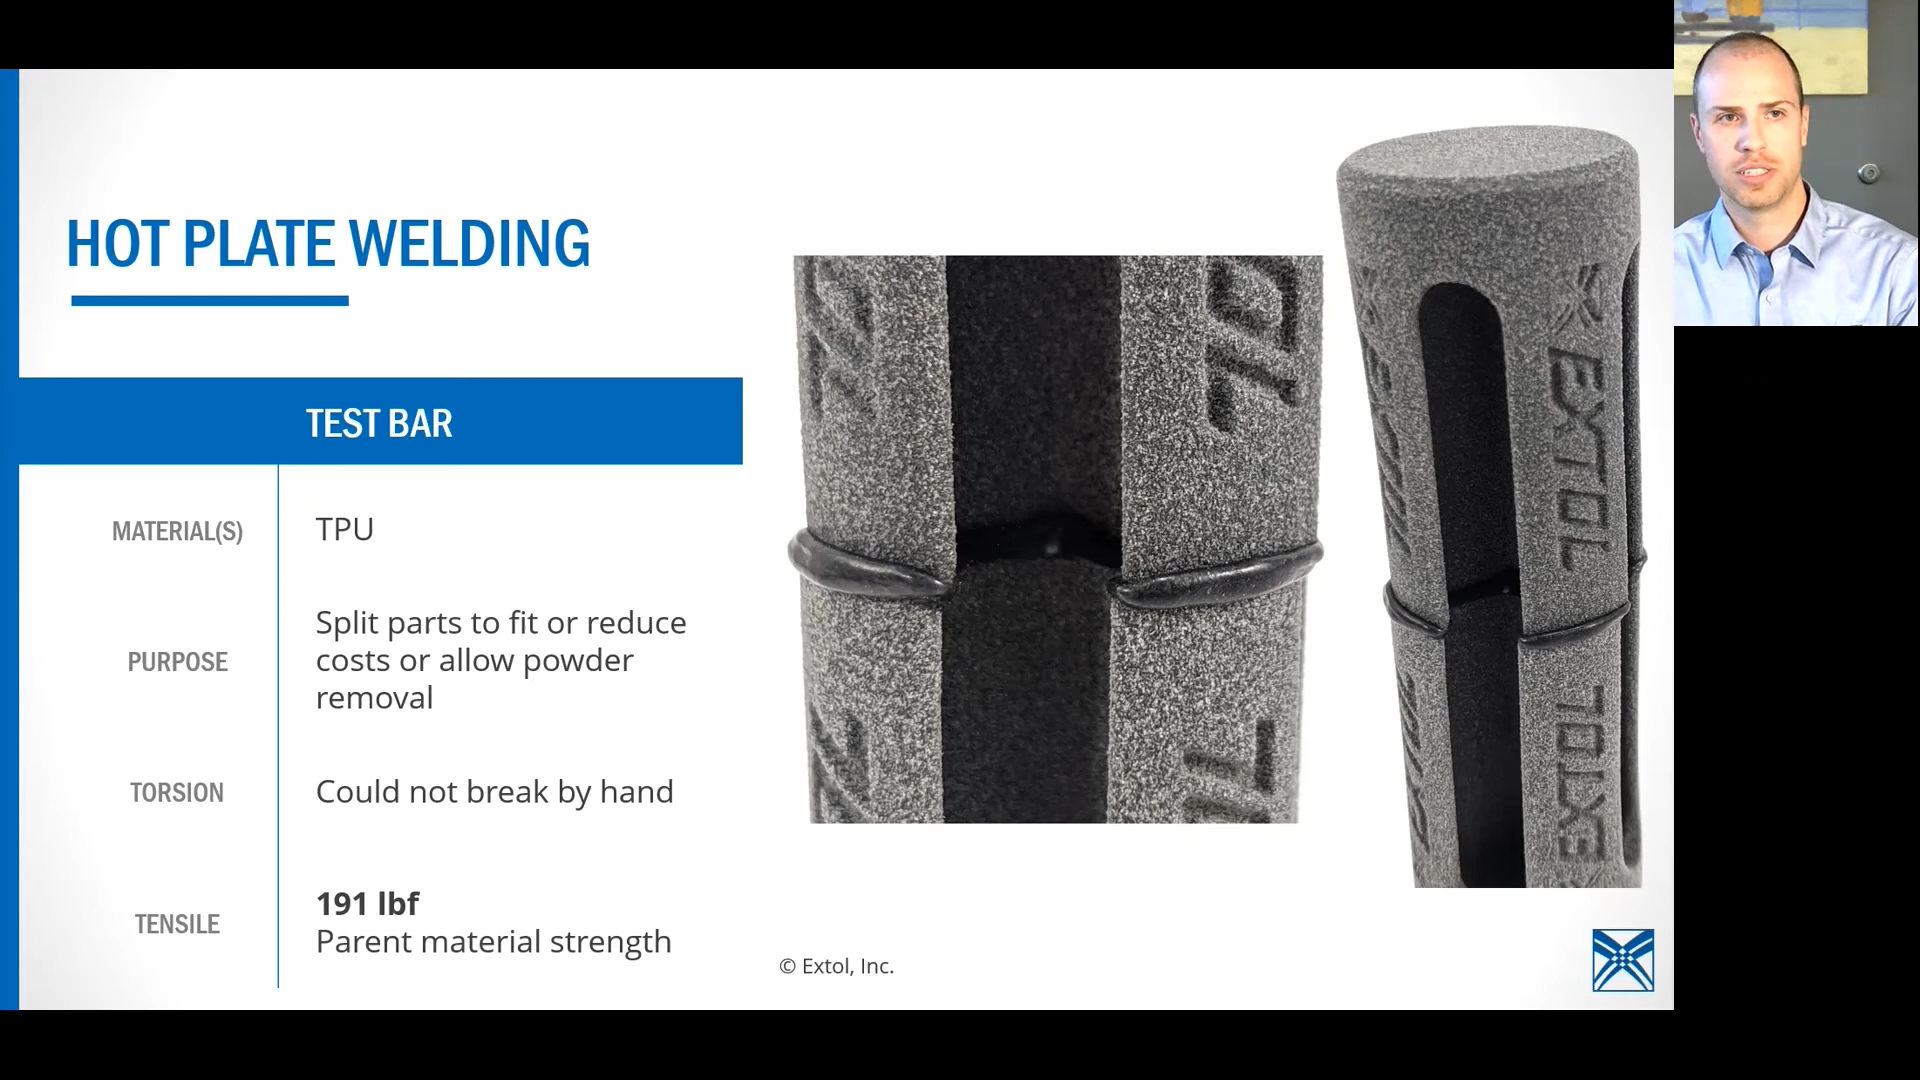 HOT PLATE WELDING
TEST BAR
MATERIAL(S)
TPU
PURPOSE
Split parts to fit or reduce
costs or allow powder
removal
TORSION
Could not break by hand
TENSILE
191 lbf
Parent material strength
© Extol, Inc.
EXTOL
EXTOL